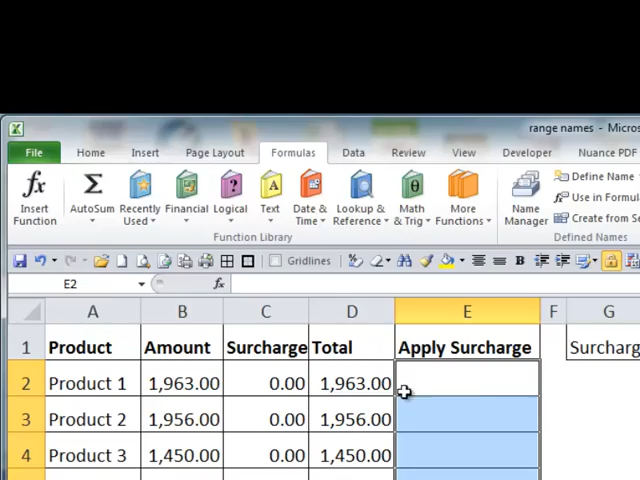 range names - Micros
File Home Insert Page Layout Formulas Data Review View Developer Nuance PDF
fx Σ ? A θ
Insert Function AutoSum Recently Used Financial Logical Text Date & Time Lookup & Reference Math & Trig More Functions Name Manager
Define Name
Use in Formula
Create from Se
Function Library Defined Names
Gridlines B
E2 fx
A B C D E F G
1 Product Amount Surcharge Total Apply Surcharge Surcharg
2 Product 1 1,963.00 0.00 1,963.00
3 Product 2 1,956.00 0.00 1,956.00
4 Product 3 1,450.00 0.00 1,450.00